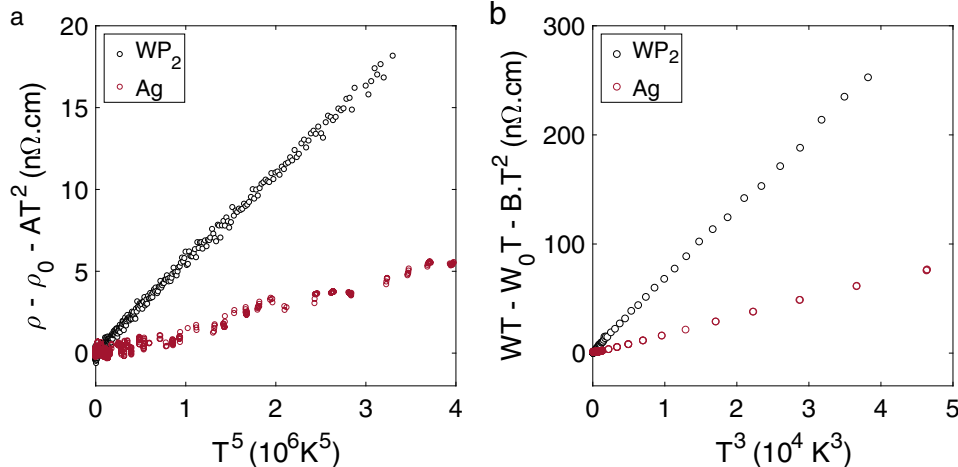 a
20
15
10
5
0
ρ - ρ₀ - AT² (nΩ.cm)
WP₂
Ag
0 1 2 3 4
T⁵ (10⁶K⁵)
b
300
200
100
0
WT - W₀T - B.T² (nΩ.cm)
WP₂
Ag
0 1 2 3 4 5
T³ (10⁴ K³)